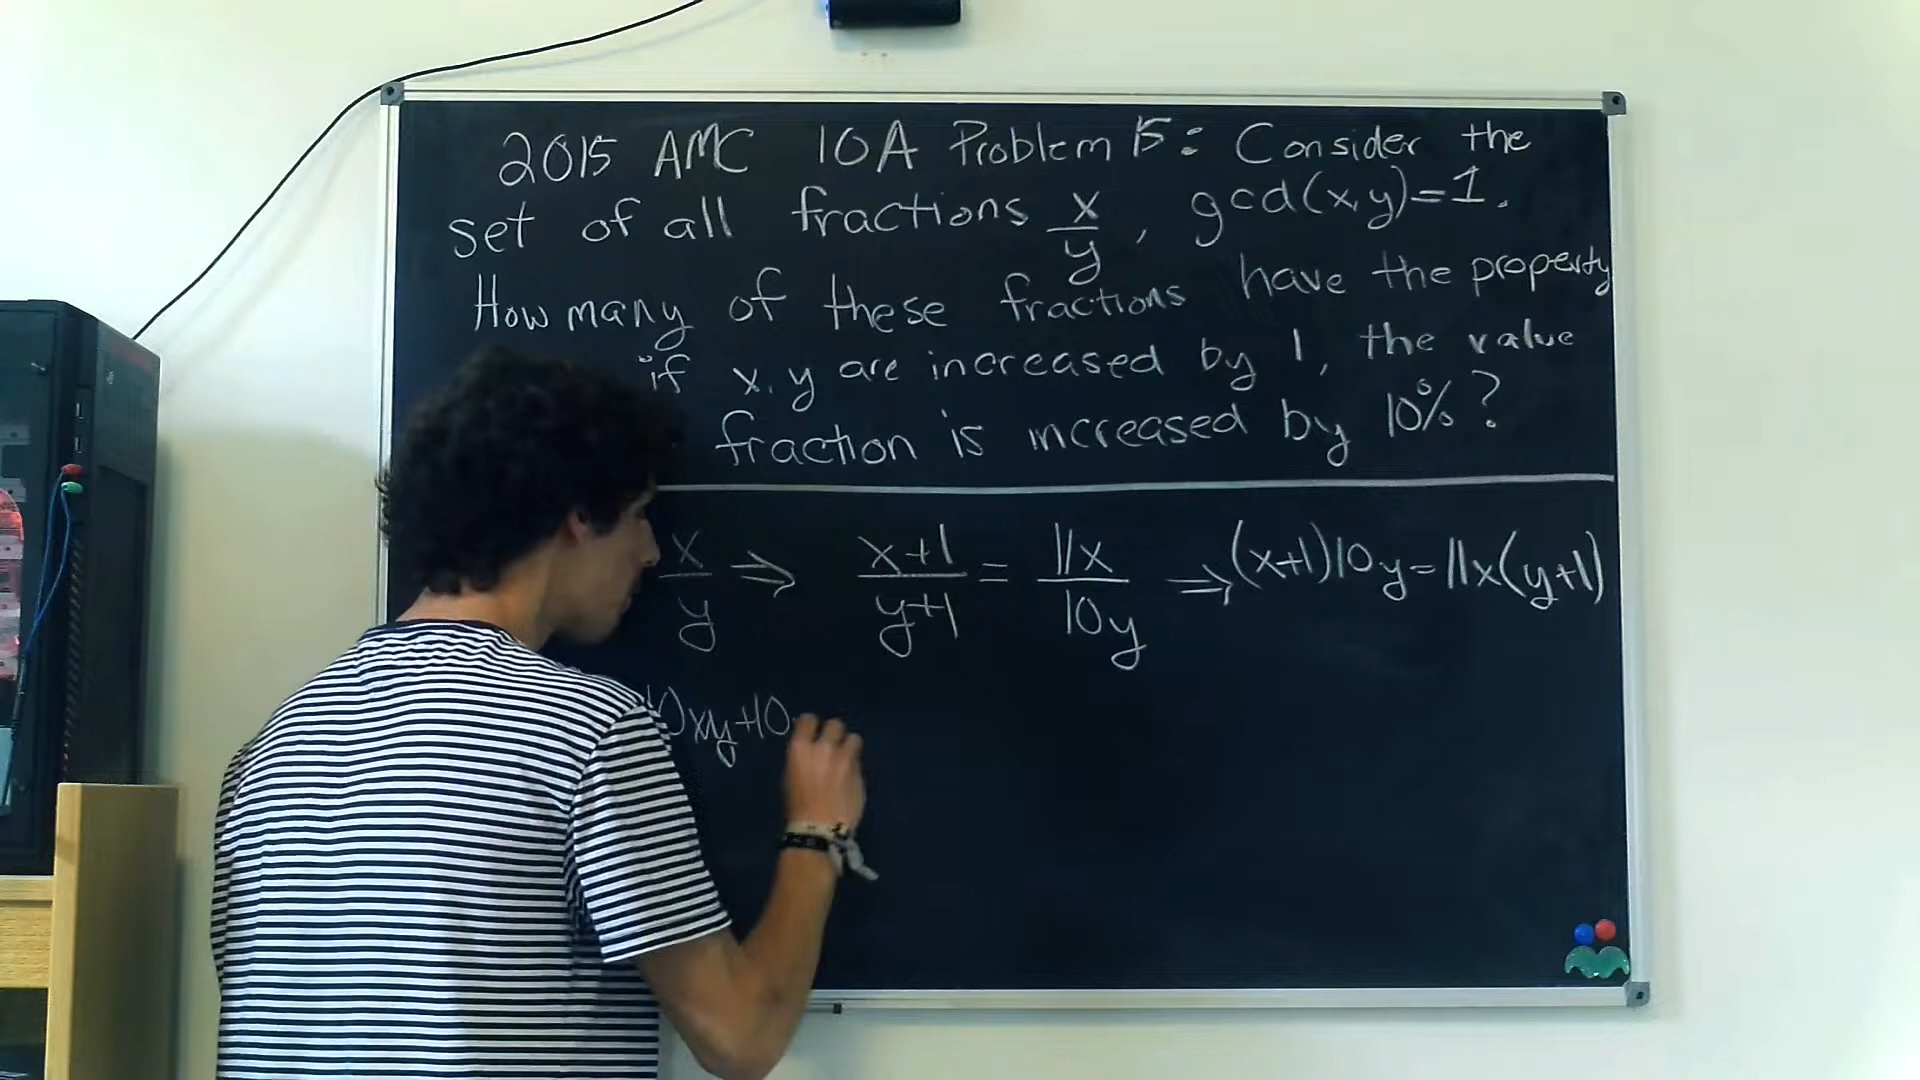 2015 AMC 10A Problem 15: Consider the
set of all fractions x/y, gcd(x,y)=1.
How many of these fractions have the property
if x,y are increased by 1, the value
fraction is increased by 10%?
x/y ⇒ (x+1)/(y+1) = 11x/10y ⇒ (x+1)10y=11x(y+1)
10xy+10